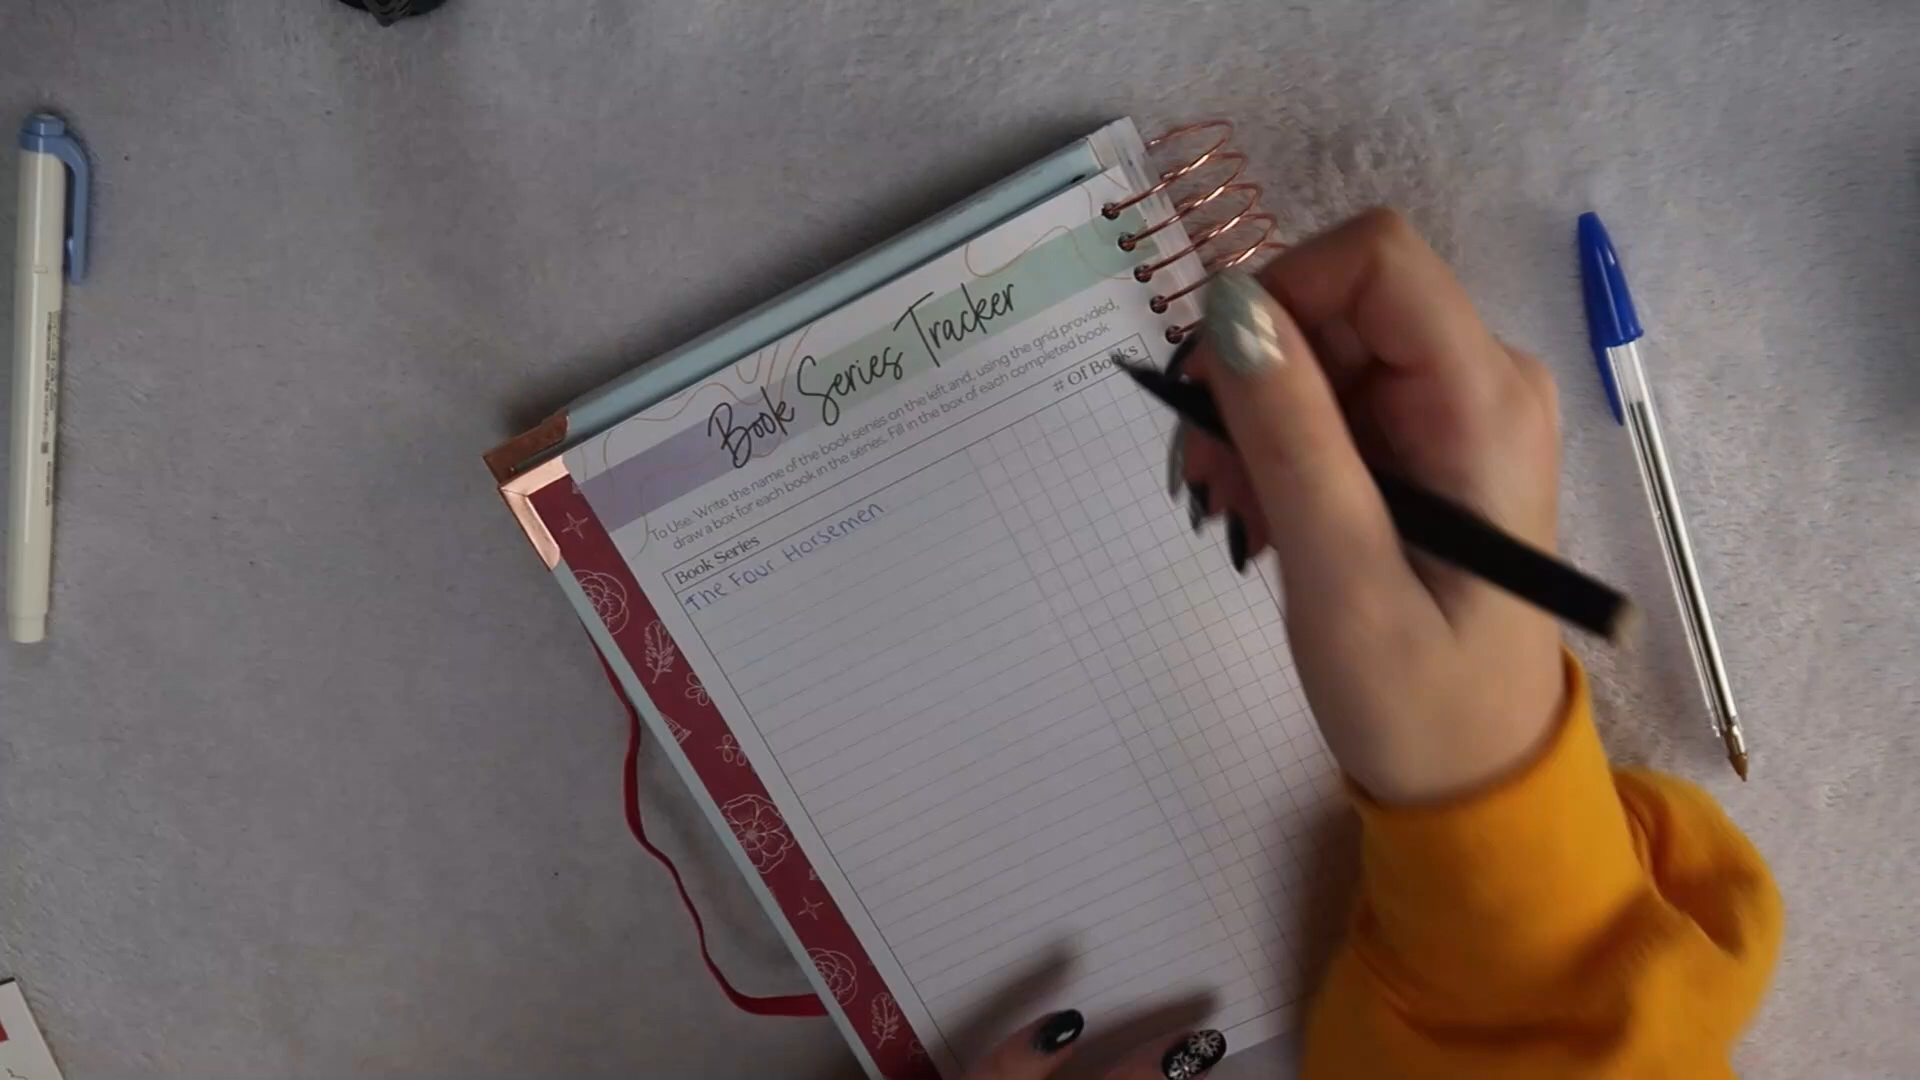 Book Series Tracker
To Use: Write the name of the book series on the left and, using the grid provided,
draw a box for each book in the series. Fill in the box of each completed book.
Book Series # Of Books
The Four Horsemen